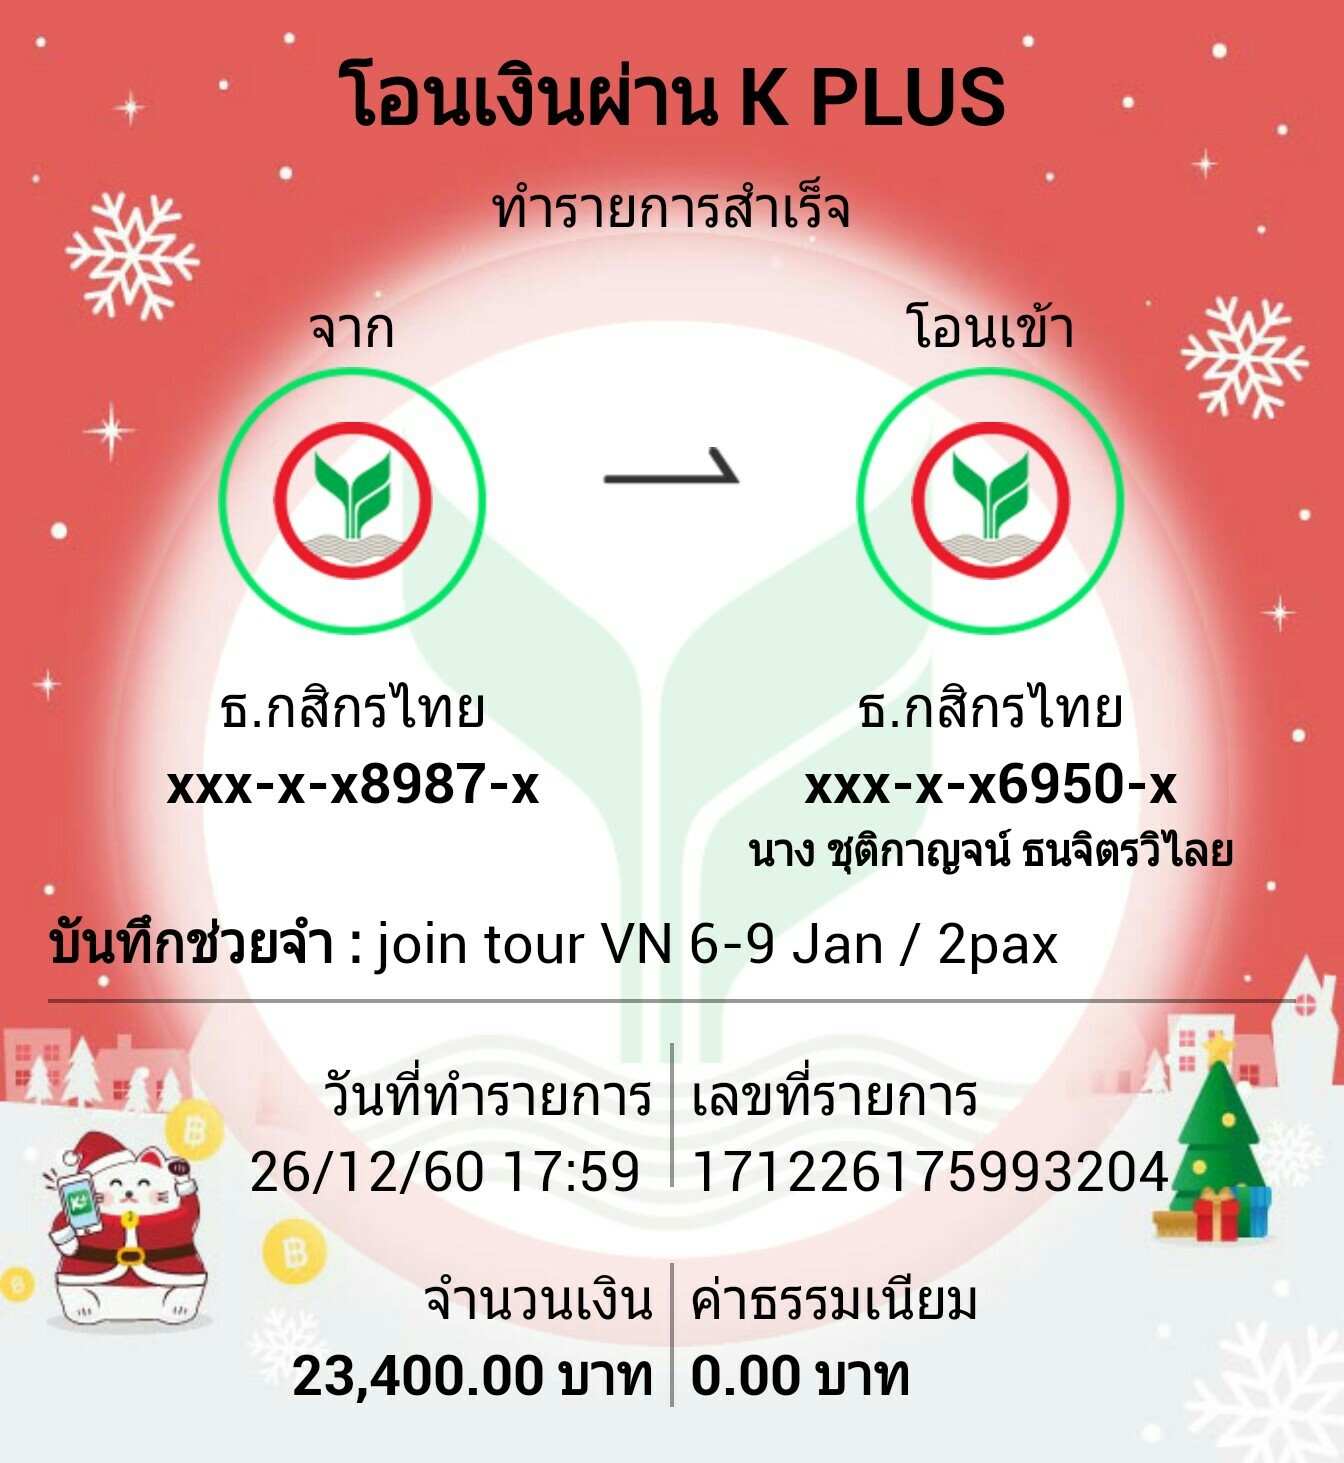 โอนเงินผ่าน K PLUS
ทำรายการสำเร็จ
จาก
โอนเข้า
ธ.กสิกรไทย
xxx-x-x8987-x
ธ.กสิกรไทย
xxx-x-x6950-x
นาง ชุติกาญจน์ ธนจิตรวิไลย
บันทึกช่วยจำ : join tour VN 6-9 Jan / 2pax
วันที่ทำรายการ
26/12/60 17:59
เลขที่รายการ
171226175993204
จำนวนเงิน
23,400.00 บาท
ค่าธรรมเนียม
0.00 บาท
K+
฿
฿
฿